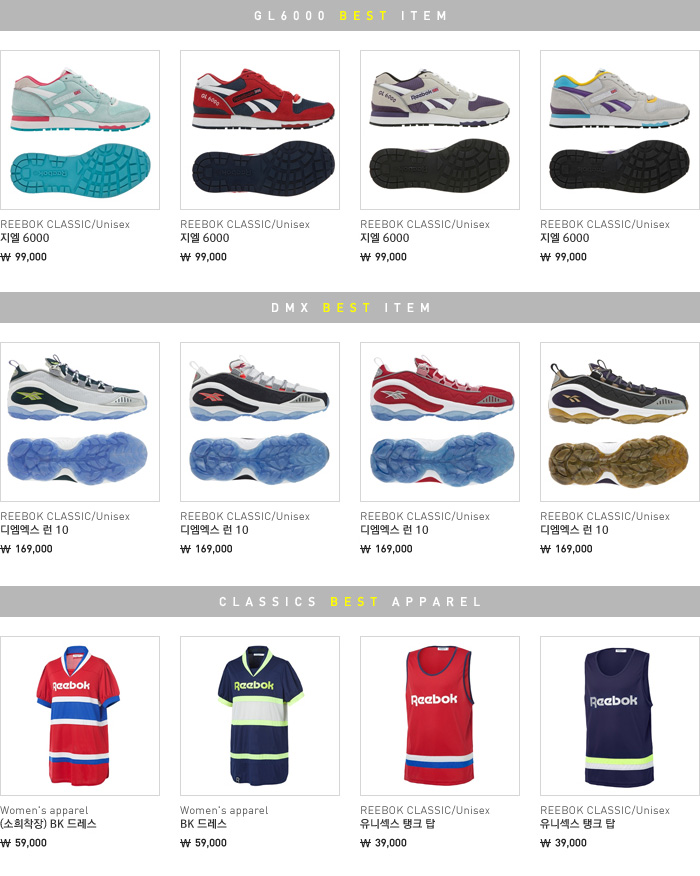 GL6000 BEST ITEM
GL 6000
Reebok
REEBOK CLASSIC/Unisex
지엘 6000
₩ 99,000
REEBOK CLASSIC/Unisex
지엘 6000
₩ 99,000
REEBOK CLASSIC/Unisex
지엘 6000
₩ 99,000
REEBOK CLASSIC/Unisex
지엘 6000
₩ 99,000
DMX BEST ITEM
REEBOK CLASSIC/Unisex
디엠엑스 런 10
₩ 169,000
REEBOK CLASSIC/Unisex
디엠엑스 런 10
₩ 169,000
REEBOK CLASSIC/Unisex
디엠엑스 런 10
₩ 169,000
REEBOK CLASSIC/Unisex
디엠엑스 런 10
₩ 169,000
CLASSICS BEST APPAREL
Reebok
Reebok
Reebok
Reebok
Women's apparel
(소희착장) BK 드레스
₩ 59,000
Women's apparel
BK 드레스
₩ 59,000
REEBOK CLASSIC/Unisex
유니섹스 탱크 탑
₩ 39,000
REEBOK CLASSIC/Unisex
유니섹스 탱크 탑
₩ 39,000